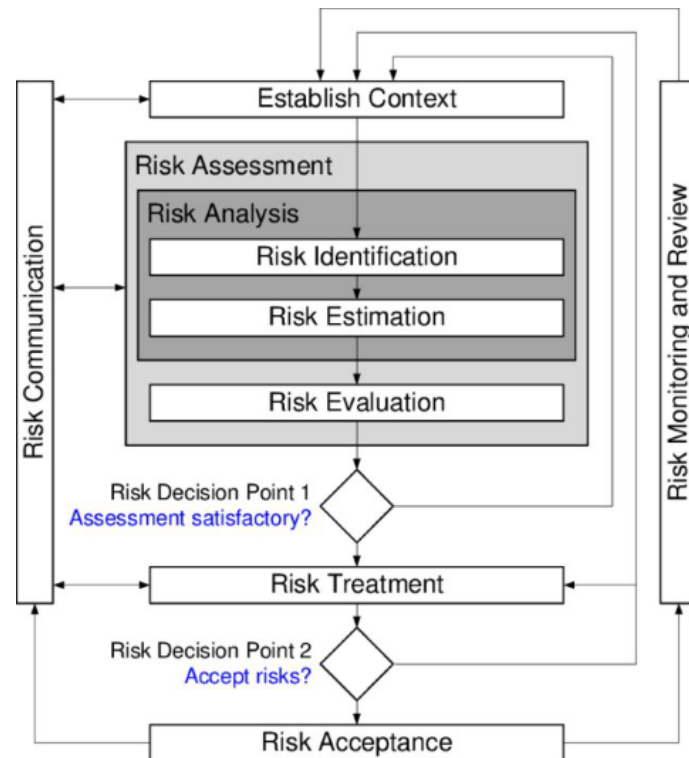 Establish Context
Risk Assessment
Risk Analysis
Risk Identification
Risk Estimation
Risk Evaluation
Risk Communication
Risk Monitoring and Review
Risk Decision Point 1
Assessment satisfactory?
Risk Treatment
Risk Decision Point 2
Accept risks?
Risk Acceptance